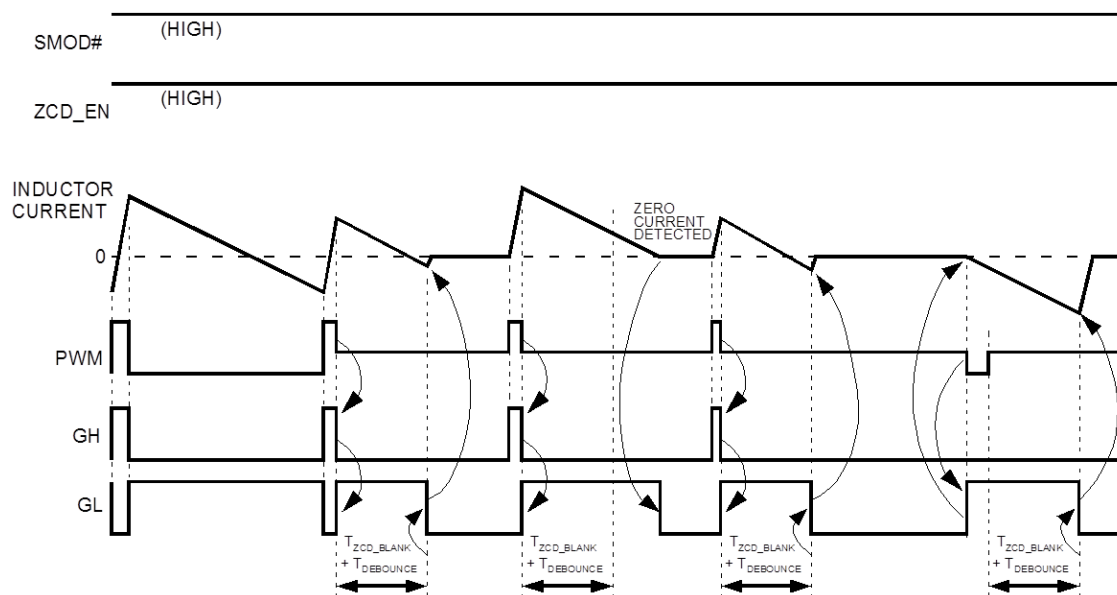 SMOD#
(HIGH)
ZCD_EN
(HIGH)
INDUCTOR
CURRENT
0
ZERO
CURRENT
DETECTED
PWM
GH
GL
TZCD_BLANK
+ TDEBOUNCE
TZCD_BLANK
+ TDEBOUNCE
TZCD_BLANK
+ TDEBOUNCE
TZCD_BLANK
+ TDEBOUNCE